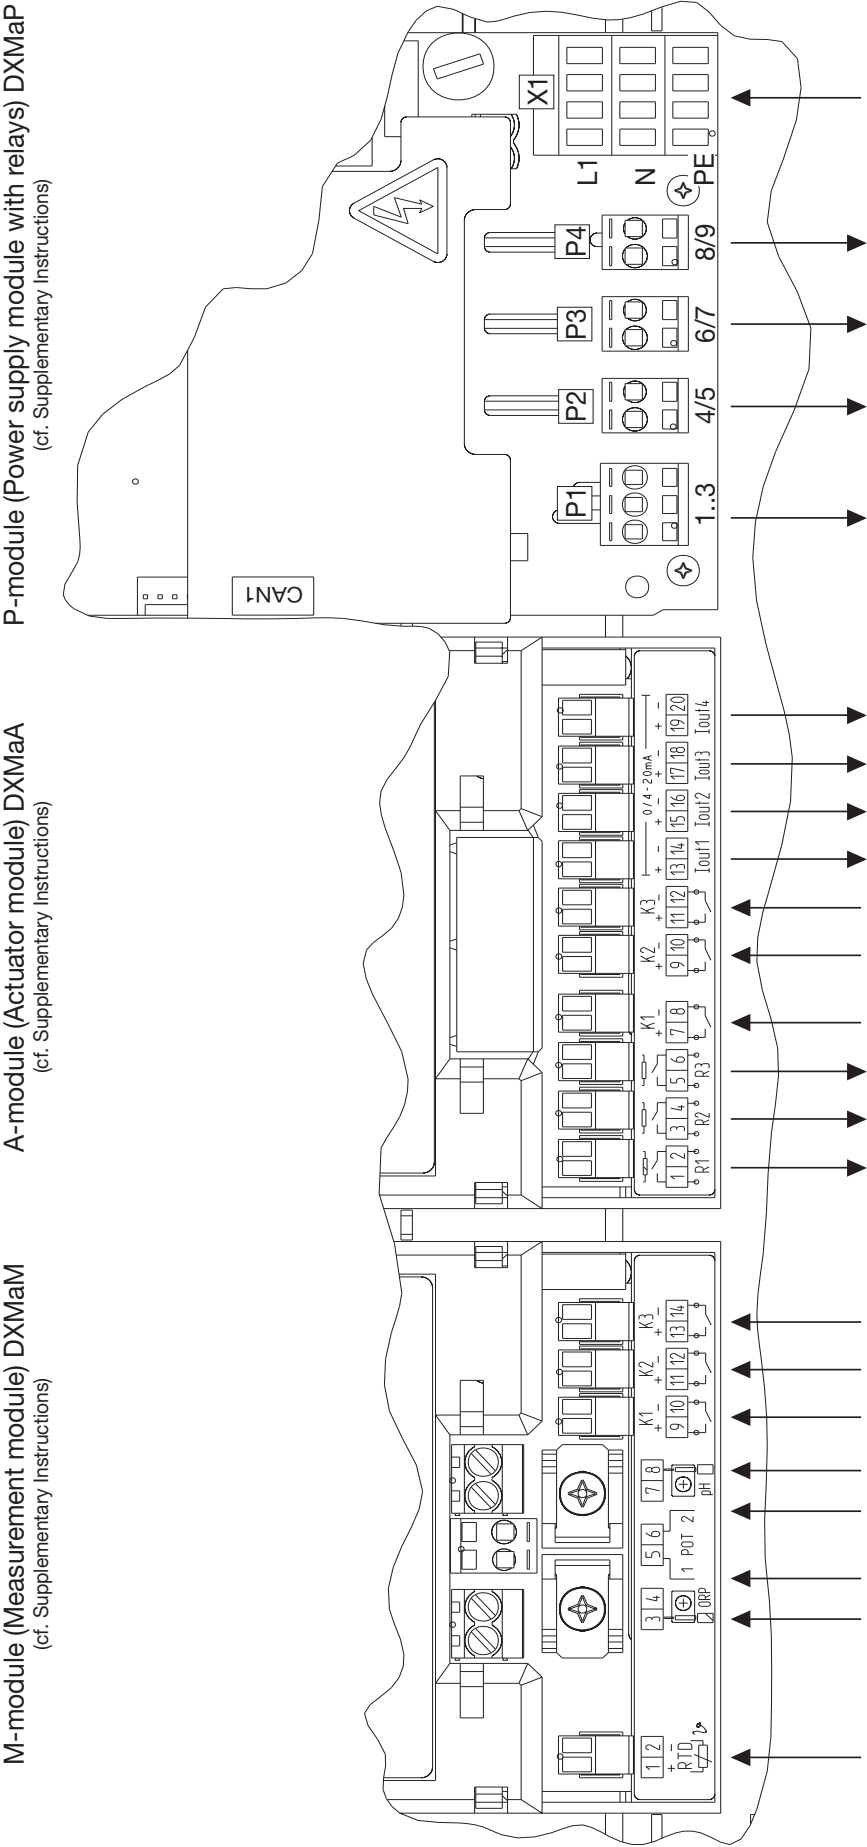 M-module (Measurement module) DXMaM
(cf. Supplementary Instructions)
A-module (Actuator module) DXMaA
(cf. Supplementary Instructions)
P-module (Power supply module with relays) DXMaP
(cf. Supplementary Instructions)
CAN1
P1
P2
P3
P4
X1
L1
N
PE
1..3
4/5
6/7
8/9
1 2
+ -
RTD
ϑ
3 4
ORP
5 6
1 POT 2
7 8
pH
K1
+ -
9 10
K2
+ -
11 12
K3
+ -
13 14
1 2
R1
3 4
R2
5 6
R3
K1
+ -
7 8
K2
+ -
9 10
K3
+ -
11 12
0/4-20mA
+ -
13 14
Iout1
+ -
15 16
Iout2
+ -
17 18
Iout3
+ -
19 20
Iout4